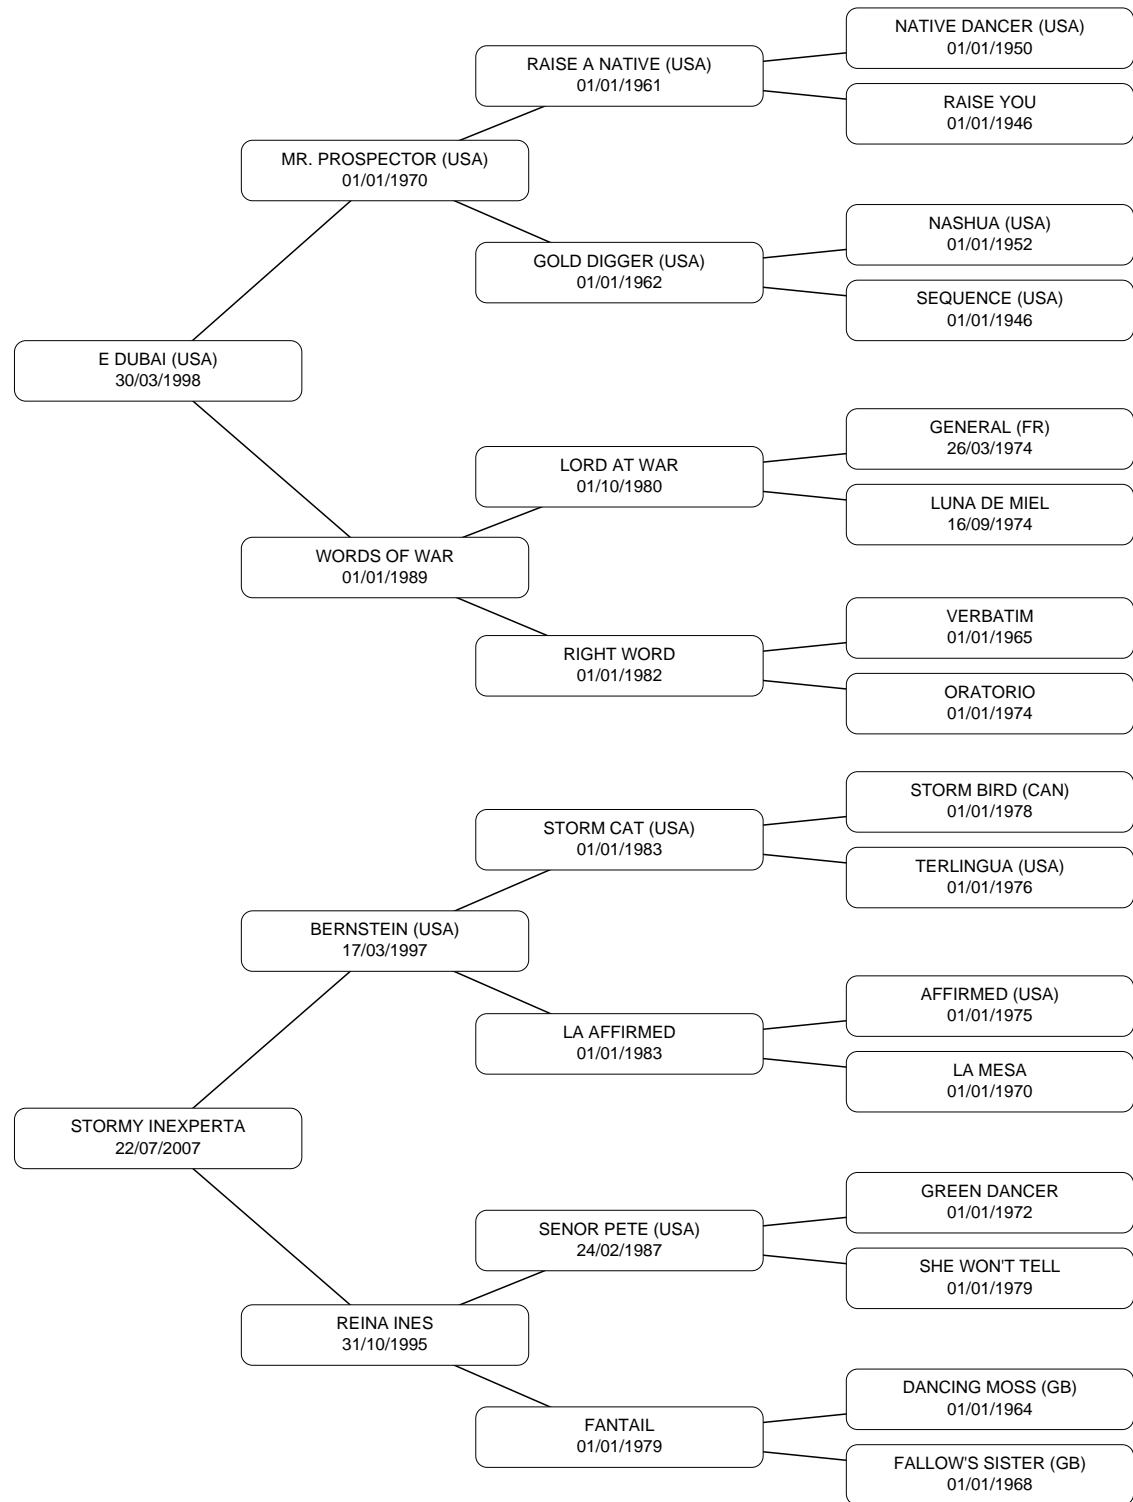 NATIVE DANCER (USA)
01/01/1950
RAISE A NATIVE (USA)
01/01/1961
RAISE YOU
01/01/1946
MR. PROSPECTOR (USA)
01/01/1970
NASHUA (USA)
01/01/1952
GOLD DIGGER (USA)
01/01/1962
SEQUENCE (USA)
01/01/1946
E DUBAI (USA)
30/03/1998
GENERAL (FR)
26/03/1974
LORD AT WAR
01/10/1980
LUNA DE MIEL
16/09/1974
WORDS OF WAR
01/01/1989
VERBATIM
01/01/1965
RIGHT WORD
01/01/1982
ORATORIO
01/01/1974
STORM BIRD (CAN)
01/01/1978
STORM CAT (USA)
01/01/1983
TERLINGUA (USA)
01/01/1976
BERNSTEIN (USA)
17/03/1997
AFFIRMED (USA)
01/01/1975
LA AFFIRMED
01/01/1983
LA MESA
01/01/1970
STORMY INEXPERTA
22/07/2007
GREEN DANCER
01/01/1972
SENOR PETE (USA)
24/02/1987
SHE WON'T TELL
01/01/1979
REINA INES
31/10/1995
DANCING MOSS (GB)
01/01/1964
FANTAIL
01/01/1979
FALLOW'S SISTER (GB)
01/01/1968